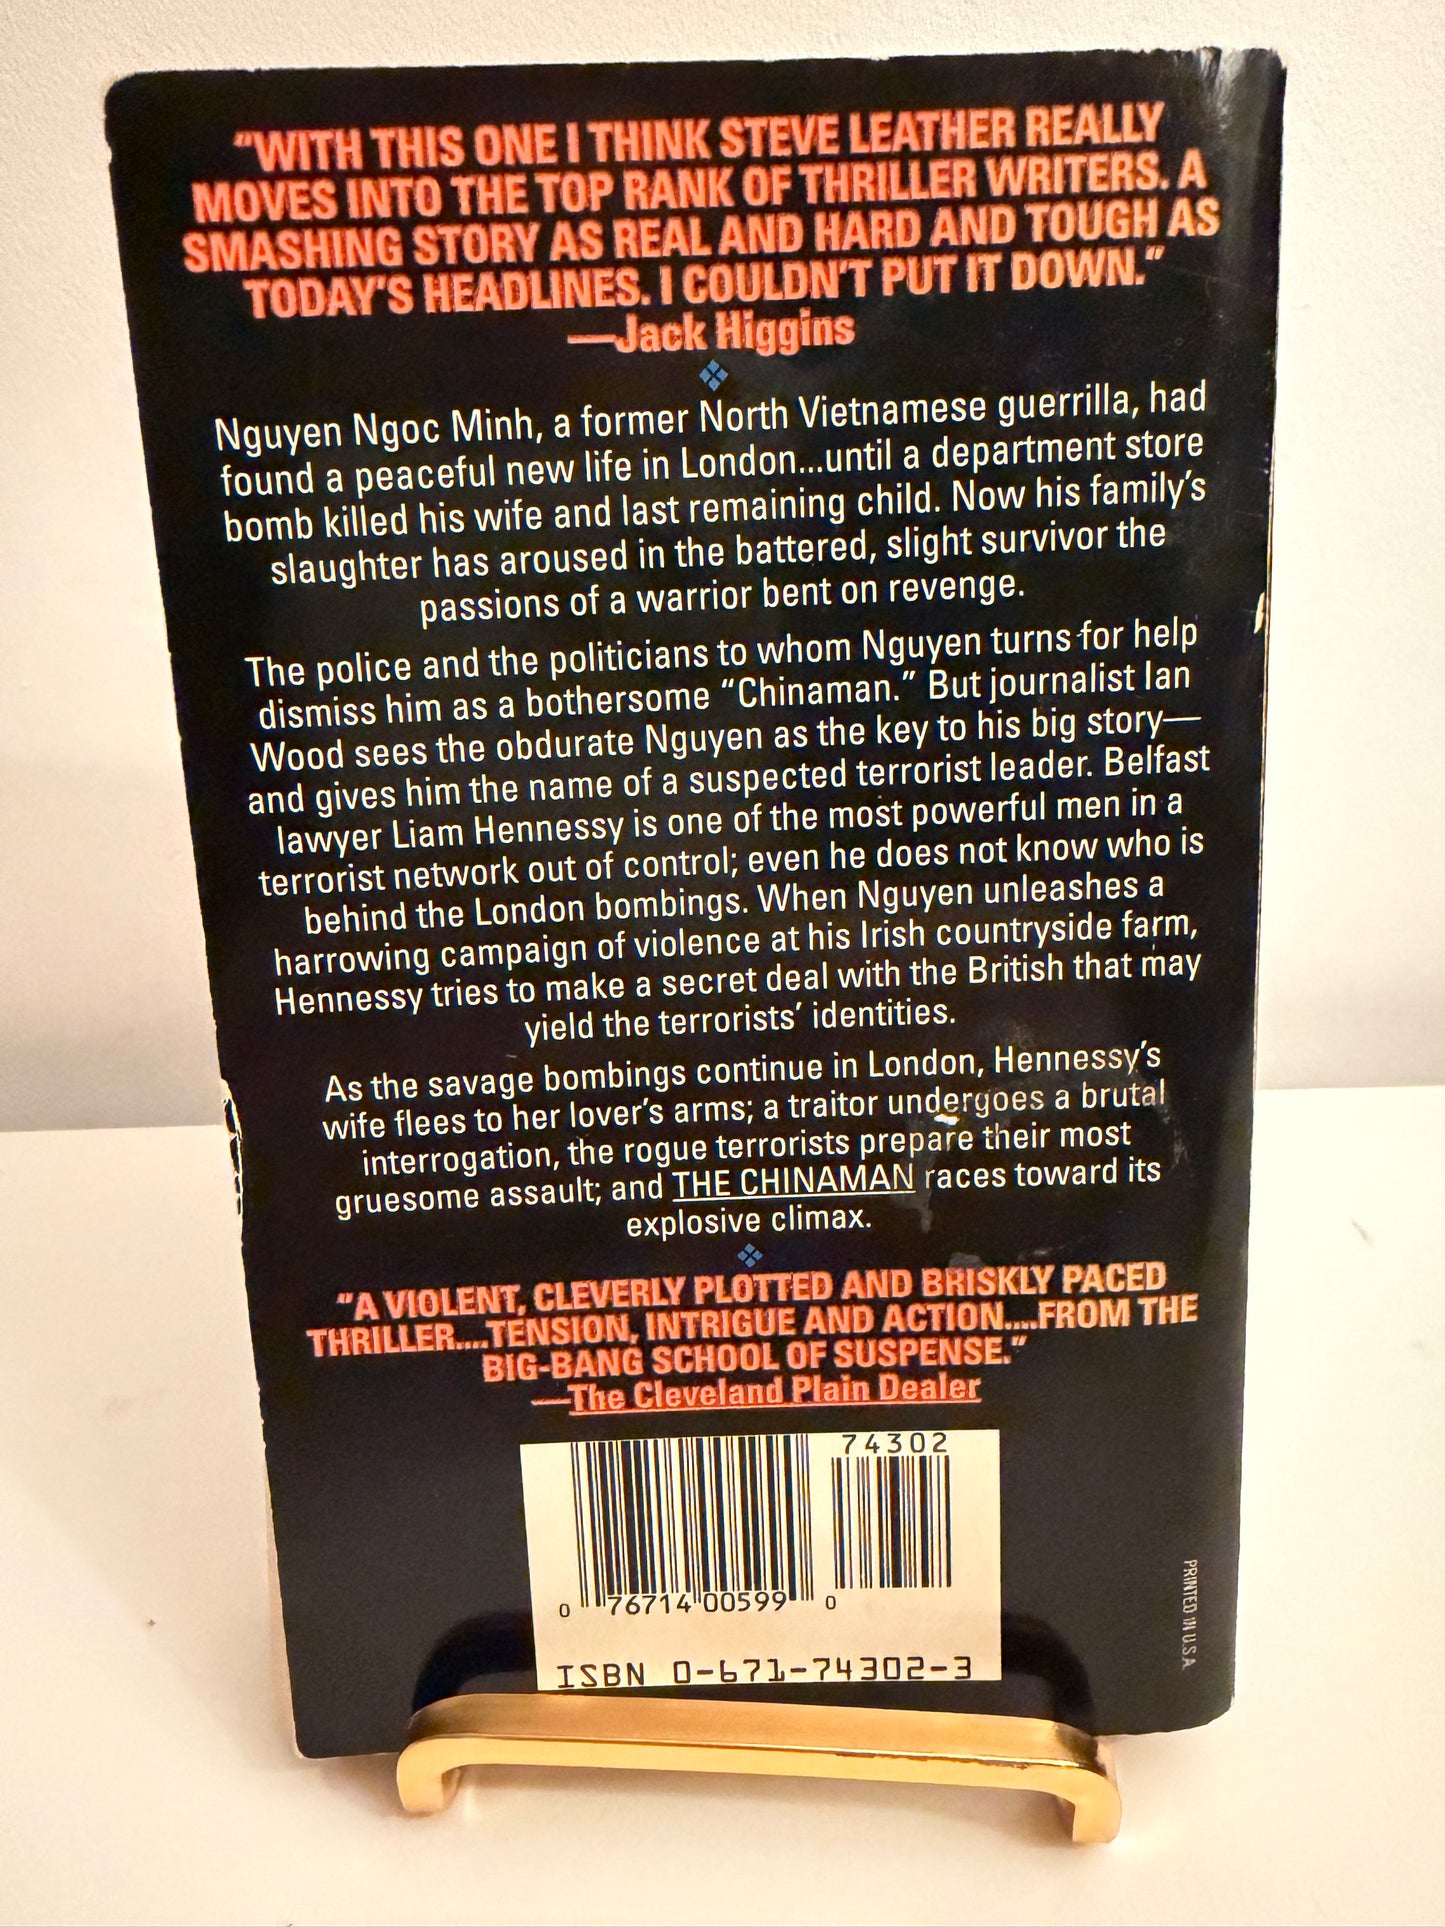 "WITH THIS ONE I THINK STEVE LEATHER REALLY
MOVES INTO THE TOP RANK OF THRILLER WRITERS. A
SMASHING STORY AS REAL AND HARD AND TOUGH AS
TODAY'S HEADLINES. I COULDN'T PUT IT DOWN."
—Jack Higgins
Nguyen Ngoc Minh, a former North Vietnamese guerrilla, had
found a peaceful new life in London...until a department store
bomb killed his wife and last remaining child. Now his family's
slaughter has aroused in the battered, slight survivor the
passions of a warrior bent on revenge.
The police and the politicians to whom Nguyen turns for help
dismiss him as a bothersome "Chinaman." But journalist Ian
Wood sees the obdurate Nguyen as the key to his big story—
and gives him the name of a suspected terrorist leader. Belfast
lawyer Liam Hennessy is one of the most powerful men in a
terrorist network out of control; even he does not know who is
behind the London bombings. When Nguyen unleashes a
harrowing campaign of violence at his Irish countryside farm,
Hennessy tries to make a secret deal with the British that may
yield the terrorists' identities.
As the savage bombings continue in London, Hennessy's
wife flees to her lover's arms; a traitor undergoes a brutal
interrogation, the rogue terrorists prepare their most
gruesome assault; and THE CHINAMAN races toward its
explosive climax.
"A VIOLENT, CLEVERLY PLOTTED AND BRISKLY PACED
THRILLER....TENSION, INTRIGUE AND ACTION....FROM THE
BIG-BANG SCHOOL OF SUSPENSE."
—The Cleveland Plain Dealer
74302
0 76714 00599 0
ISBN 0-671-74302-3
PRINTED IN U.S.A.